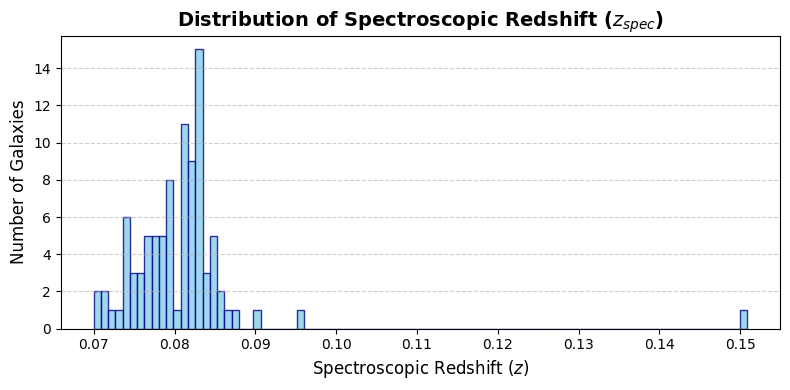 Distribution of Spectroscopic Redshift (z_spec)
Number of Galaxies
14
12
10
8
6
4
2
0
0.07 0.08 0.09 0.10 0.11 0.12 0.13 0.14 0.15
Spectroscopic Redshift (z)